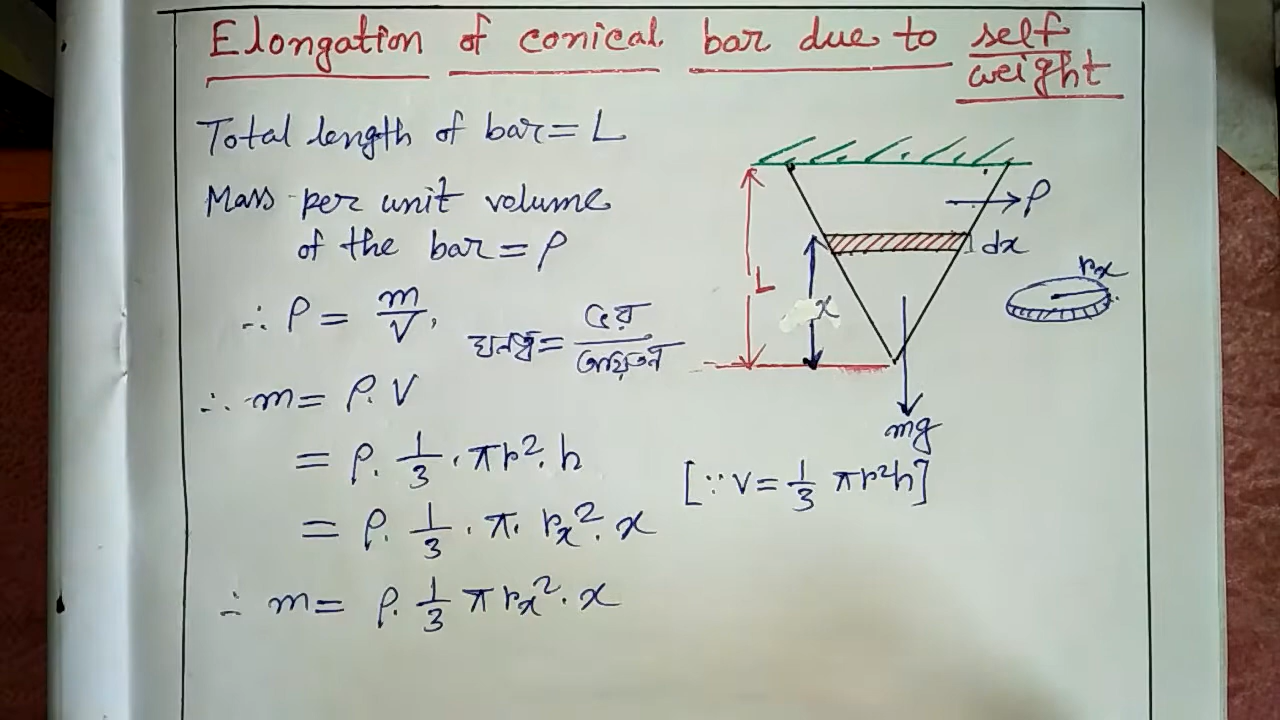 Elongation of conical bar due to self
weight
Total length of bar = L
Mass per unit volume
of the bar = ρ
∴ ρ = m/V,
ঘনত্ব = ভর/আয়তন
∴ m = ρ. V
= ρ. 1/3 . πr². h
[∵ v = 1/3 πr²h]
= ρ. 1/3 . π. rₓ². x
∴ m = ρ. 1/3 π rₓ². x
ρ
dx
rₓ
L
x
mg